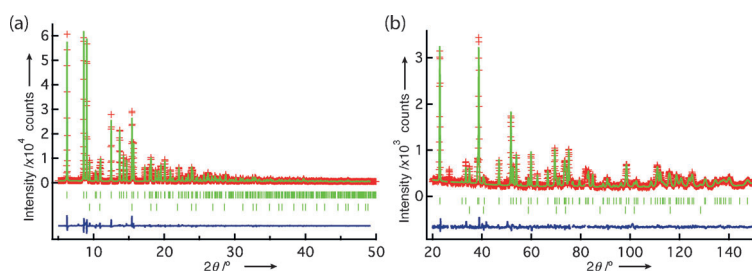 (a)
6
5
4
3
2
1
0
Intensity /x10⁴ counts
10 20 30 40 50
2θ/°
(b)
3
2
1
0
Intensity /x10³ counts
20 40 60 80 100 120 140
2θ/°